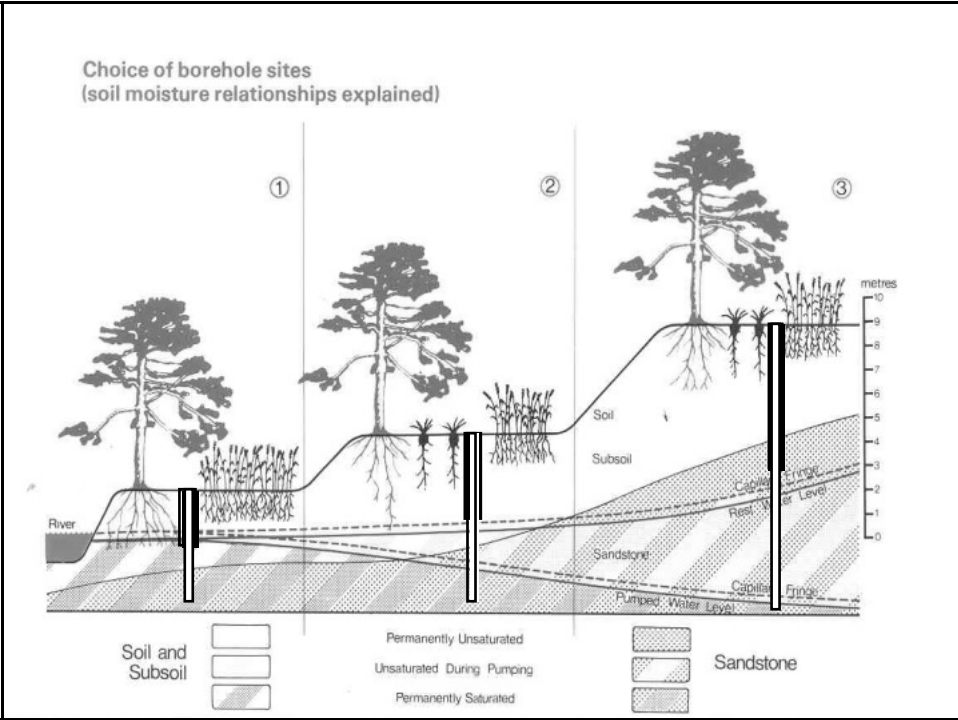 Choice of borehole sites
(soil moisture relationships explained)
1
2
3
metres
10
9
8
7
6
5
4
3
2
1
0
Soil
Subsoil
Capillary Fringe
Rest Water Level
River
Sandstone
Capillary Fringe
Pumped Water Level
Soil and
Subsoil
Permanently Unsaturated
Unsaturated During Pumping
Permanently Saturated
Sandstone